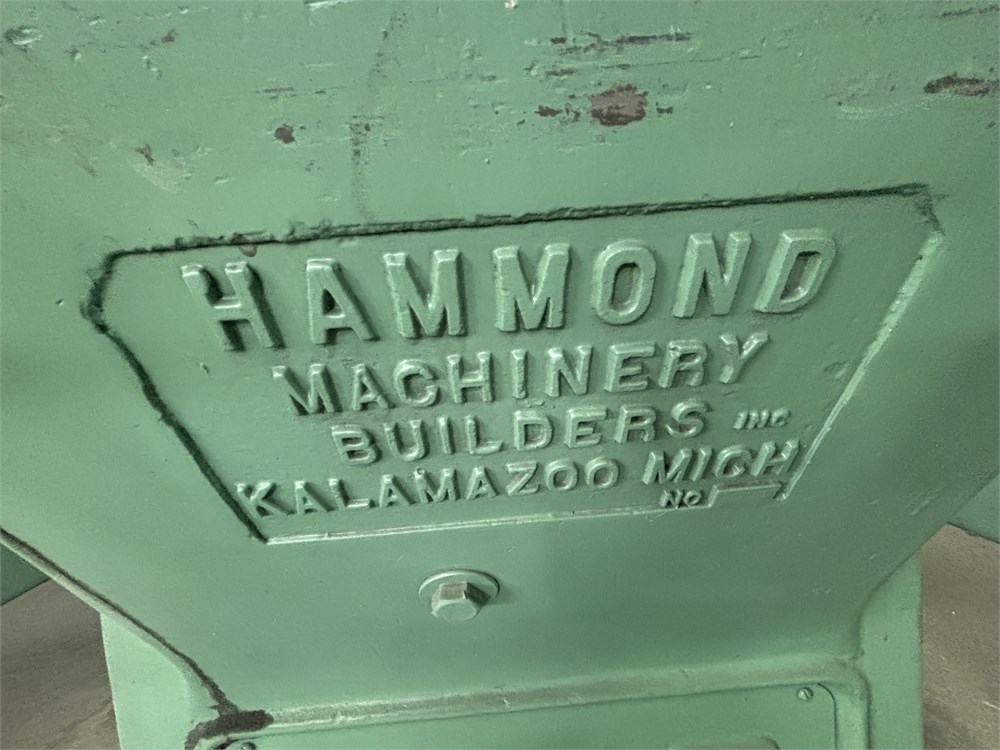 HAMMOND
MACHINERY
BUILDERS INC
KALAMAZOO MICH
NO